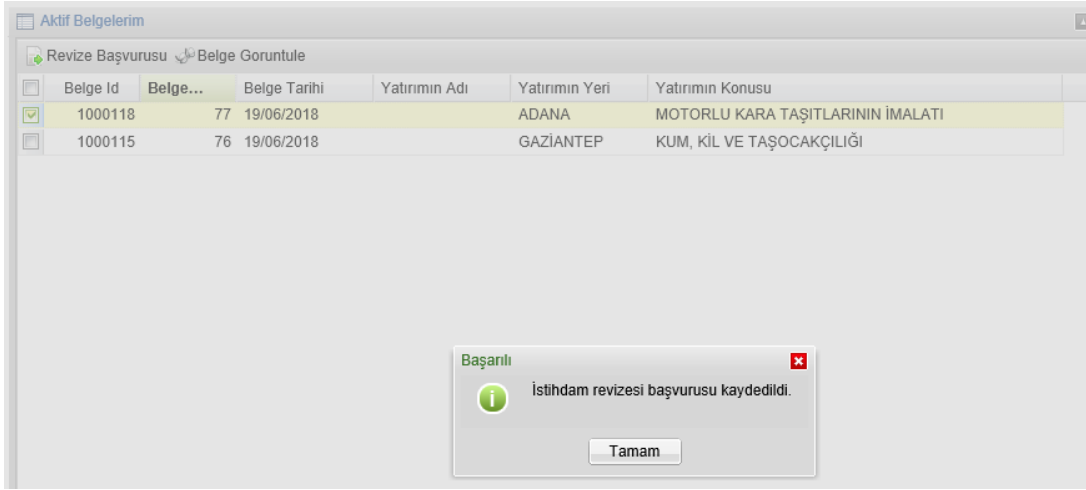 Aktif Belgelerim
Revize Başvurusu Belge Goruntule
Belge Id Belge... Belge Tarihi Yatırımın Adı Yatırımın Yeri Yatırımın Konusu
1000118 77 19/06/2018 ADANA MOTORLU KARA TAŞITLARININ İMALATI
1000115 76 19/06/2018 GAZİANTEP KUM, KİL VE TAŞOCAKÇILIĞI
Başarılı
İstihdam revizesi başvurusu kaydedildi.
Tamam